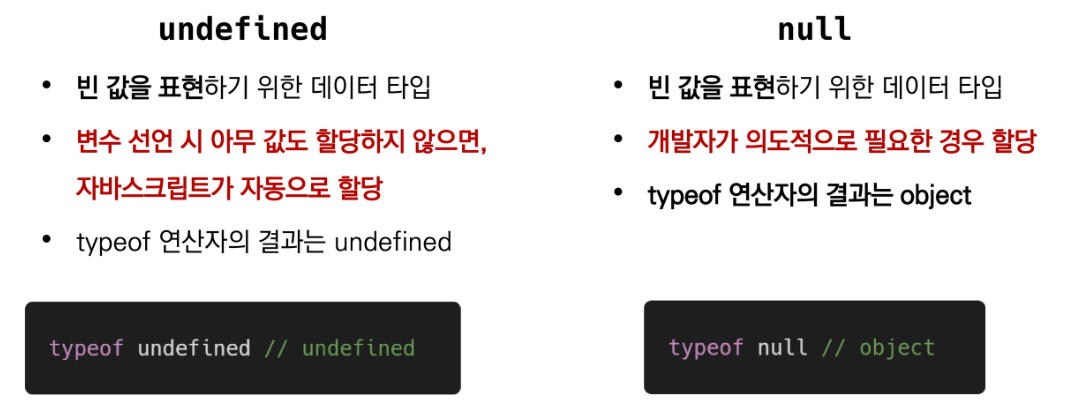 undefined
• 빈 값을 표현하기 위한 데이터 타입
• 변수 선언 시 아무 값도 할당하지 않으면,
자바스크립트가 자동으로 할당
• typeof 연산자의 결과는 undefined
typeof undefined // undefined
null
• 빈 값을 표현하기 위한 데이터 타입
• 개발자가 의도적으로 필요한 경우 할당
• typeof 연산자의 결과는 object
typeof null // object